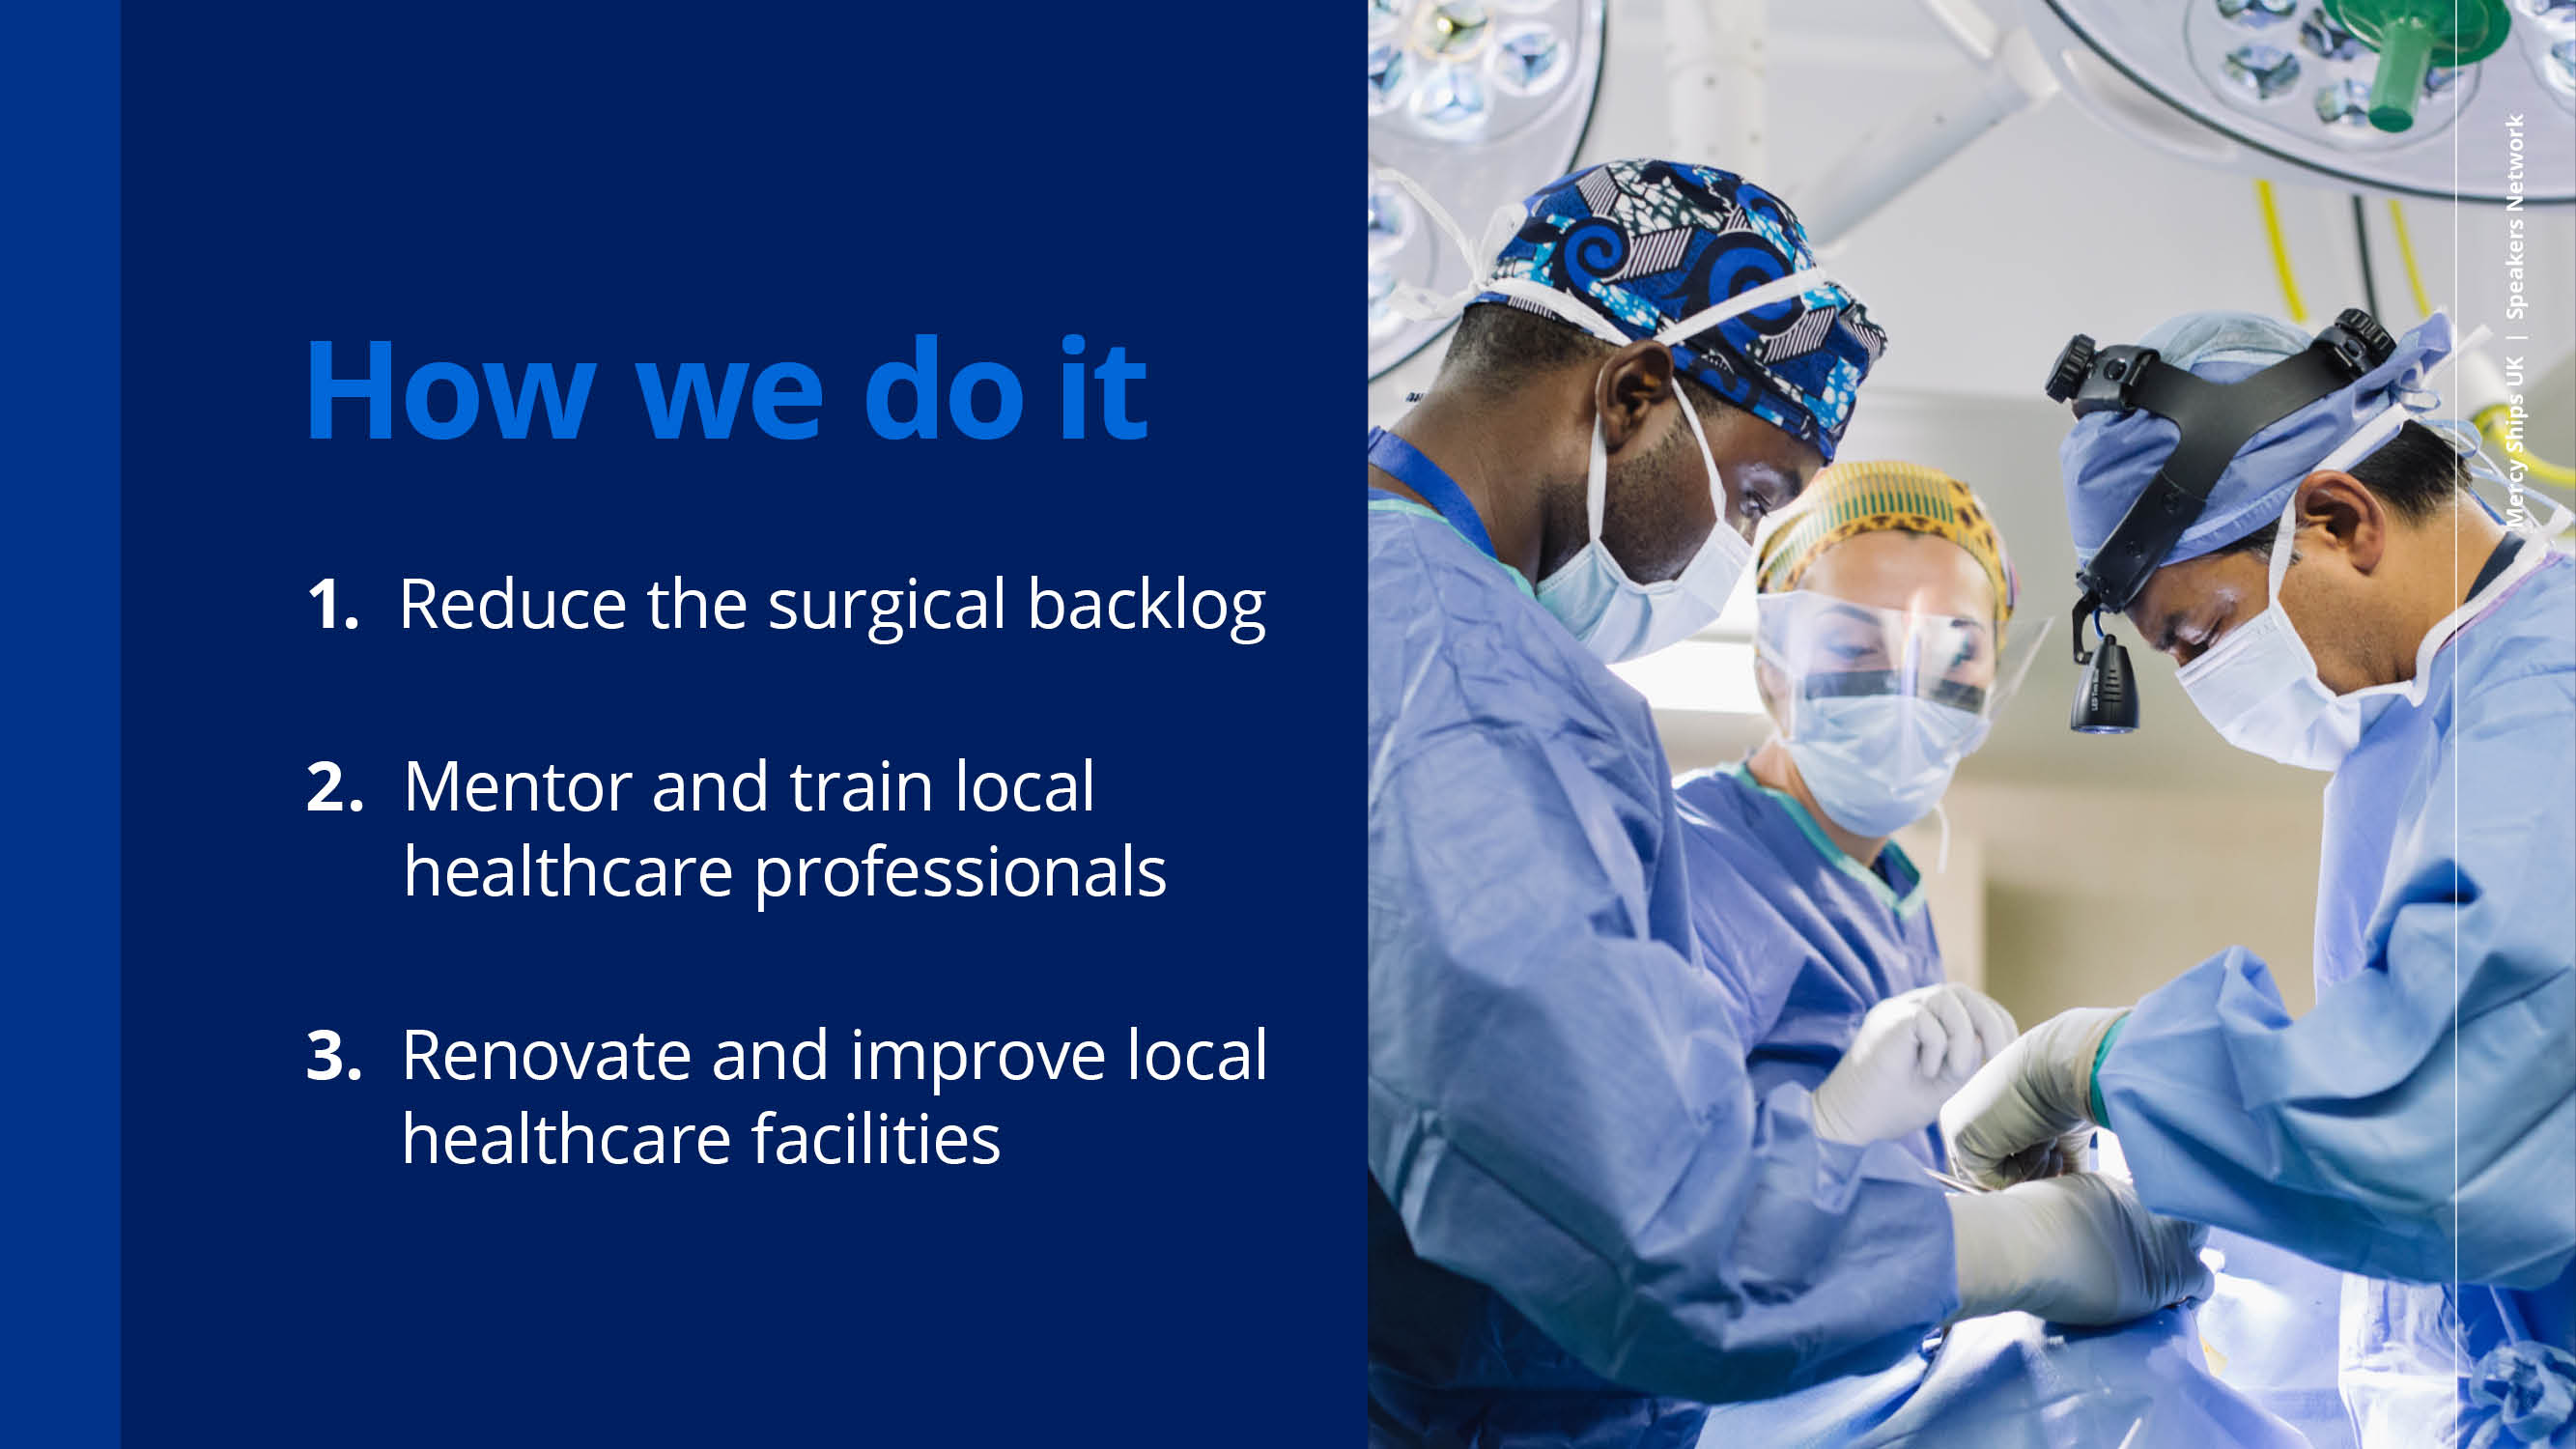 How we do it
1. Reduce the surgical backlog
2. Mentor and train local
healthcare professionals
3. Renovate and improve local
healthcare facilities
Mercy Ships UK | Speakers Network